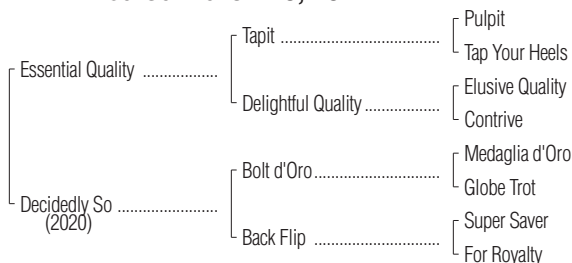 Pulpit
Tapit ........................................
Tap Your Heels
Essential Quality ..................
Elusive Quality
Delightful Quality ...................
Contrive
Medaglia d'Oro
Bolt d'Oro ................................
Globe Trot
Decidedly So ........................
(2020)
Super Saver
Back Flip ................................
For Royalty